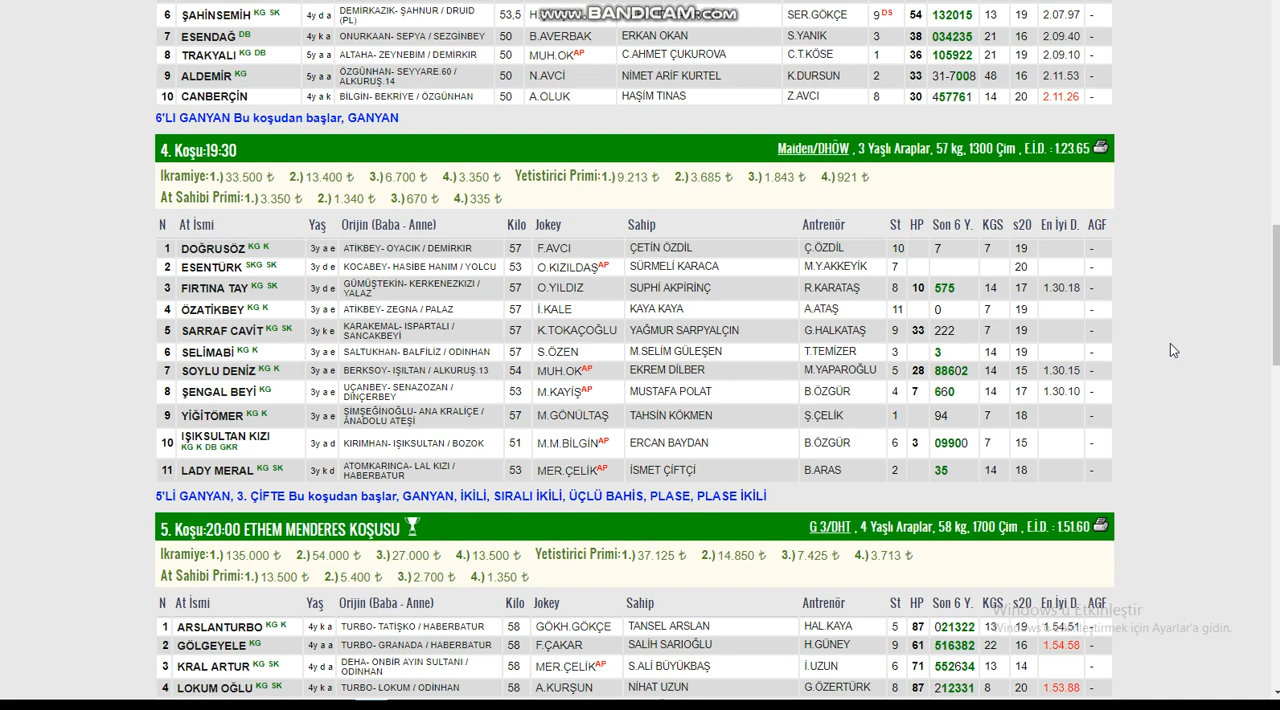 www.BANDICAM.com
6 ŞAHİNSEMİH KG SK 4y d a DEMİRKAZIK- ŞAHNUR / DRUID (PL) 53,5 SER.GÖKÇE 9 DS 54 132015 13 19 2.07.97 -
7 ESENDAĞ DB 4y k a ONURKAAN- SEPYA / SEZGİNBEY 50 B.AVERBAK ERKAN OKAN S.YANIK 3 38 034235 21 16 2.09.40 -
8 TRAKYALI KG DB 5y a a ALTAHA- ZEYNEBİM / DEMİRKIR 50 MUH.OK AP C.AHMET ÇUKUROVA C.T.KÖSE 1 36 105922 21 19 2.09.10 -
9 ALDEMİR KG 5y a a ÖZGÜNHAN- SEYYARE.60 / ALKURUŞ.14 50 N.AVCİ NİMET ARİF KURTEL K.DURSUN 2 33 31-7008 48 16 2.11.53 -
10 CANBERÇİN 4y a k BİLGİN- BEKRİYE / ÖZGÜNHAN 50 A.OLUK HAŞİM TINAS Z.AVCI 8 30 457761 14 20 2.11.26 -
6'LI GANYAN Bu koşudan başlar, GANYAN
4. Koşu:19:30 Maiden/DHÖW , 3 Yaşlı Araplar, 57 kg, 1300 Çim , E.İ.D. : 1.23.65
Ikramiye:1.) 33.500 ₺ 2.) 13.400 ₺ 3.) 6.700 ₺ 4.) 3.350 ₺ Yetistirici Primi:1.) 9.213 ₺ 2.) 3.685 ₺ 3.) 1.843 ₺ 4.) 921 ₺
At Sahibi Primi:1.) 3.350 ₺ 2.) 1.340 ₺ 3.) 670 ₺ 4.) 335 ₺
N At İsmi Yaş Orijin (Baba - Anne) Kilo Jokey Sahip Antrenör St HP Son 6 Y. KGS s20 En İyi D. AGF
1 DOĞRUSÖZ KG K 3y a e ATİKBEY- OYACIK / DEMİRKIR 57 F.AVCI ÇETİN ÖZDİL Ç.ÖZDİL 10 7 7 19 -
2 ESENTÜRK SKG SK 3y d e KOCABEY- HASİBE HANIM / YOLCU 53 O.KIZILDAŞ AP SÜRMELİ KARACA M.Y.AKKEYİK 7 20 -
3 FIRTINA TAY KG SK 3y d e GÜMÜŞTEKİN- KERKENEZKIZI / YALAZ 57 O.YILDIZ SUPHİ AKPİRİNÇ R.KARATAŞ 8 10 575 14 17 1.30.18 -
4 ÖZATİKBEY KG K 3y a e ATİKBEY- ZEGNA / PALAZ 57 İ.KALE KAYA KAYA A.ATAŞ 11 0 7 19 -
5 SARRAF CAVİT KG SK 3y k e KARAKEMAL- ISPARTALI / SANCAKBEYİ 57 K.TOKAÇOĞLU YAĞMUR SARPYALÇIN G.HALKATAŞ 9 33 222 7 19 -
6 SELİMABİ KG K 3y a e SALTUKHAN- BALFİLİZ / ODİNHAN 57 S.ÖZEN M.SELİM GÜLEŞEN T.TEMİZER 3 3 14 19 -
7 SOYLU DENİZ KG K 3y a e BERKSOY- IŞILTAN / ALKURUŞ.13 54 MUH.OK AP EKREM DİLBER M.YAPAROĞLU 5 28 88602 14 15 1.30.15 -
8 ŞENGAL BEYİ KG 3y a e UÇANBEY- SENAZOZAN / DİNÇERBEY 53 M.KAYİŞ AP MUSTAFA POLAT B.ÖZGÜR 4 7 660 14 17 1.30.10 -
9 YİĞİTÖMER KG K 3y a e ŞİMŞEĞİNOĞLU- ANA KRALİÇE / ANADOLU ATEŞİ 57 M.GÖNÜLTAŞ TAHSİN KÖKMEN Ş.ÇELİK 1 94 7 18 -
10 IŞIKSULTAN KIZI KG K DB GKR 3y a d KIRIMHAN- IŞIKSULTAN / BOZOK 51 M.M.BİLGİN AP ERCAN BAYDAN B.ÖZGÜR 6 3 09900 7 15 -
11 LADY MERAL KG SK 3y k d ATOMKARINCA- LAL KIZI / HABERBATUR 53 MER.ÇELİK AP İSMET ÇİFTÇİ B.ARAS 2 35 14 18 -
5'Lİ GANYAN, 3. ÇİFTE Bu koşudan başlar, GANYAN, İKİLİ, SIRALI İKİLİ, ÜÇLÜ BAHİS, PLASE, PLASE İKİLİ
5. Koşu:20:00 ETHEM MENDERES KOŞUSU G 3/DHT , 4 Yaşlı Araplar, 58 kg, 1700 Çim , E.İ.D. : 1.51.60
Ikramiye:1.) 135.000 ₺ 2.) 54.000 ₺ 3.) 27.000 ₺ 4.) 13.500 ₺ Yetistirici Primi:1.) 37.125 ₺ 2.) 14.850 ₺ 3.) 7.425 ₺ 4.) 3.713 ₺
At Sahibi Primi:1.) 13.500 ₺ 2.) 5.400 ₺ 3.) 2.700 ₺ 4.) 1.350 ₺
N At İsmi Yaş Orijin (Baba - Anne) Kilo Jokey Sahip Antrenör St HP Son 6 Y. KGS s20 En İyi D. AGF
Windows'u Etkinleştir
1 ARSLANTURBO KG K 4y k a TURBO- TATİŞKO / HABERBATUR 58 GÖKH.GÖKÇE TANSEL ARSLAN HAL.KAYA 5 87 021322 13 19 1.54.51 -
Windows'u etkinleştirmek için Ayarlar'a gidin.
2 GÖLGEYELE KG 4y a a TURBO- GRANADA / HABERBATUR 58 F.ÇAKAR SALİH SARIOĞLU H.GÜNEY 9 61 516382 22 16 1.54.58 -
3 KRAL ARTUR KG SK 4y d a DEHA- ONBİR AYIN SULTANI / ODİNHAN 58 MER.ÇELİK AP S.ALİ BÜYÜKBAŞ İ.UZUN 6 71 552634 13 14 -
4 LOKUM OĞLU KG SK 4y k a TURBO- LOKUM / ODİNHAN 58 A.KURŞUN NİHAT UZUN G.ÖZERTÜRK 8 87 212331 8 20 1.53.88 -